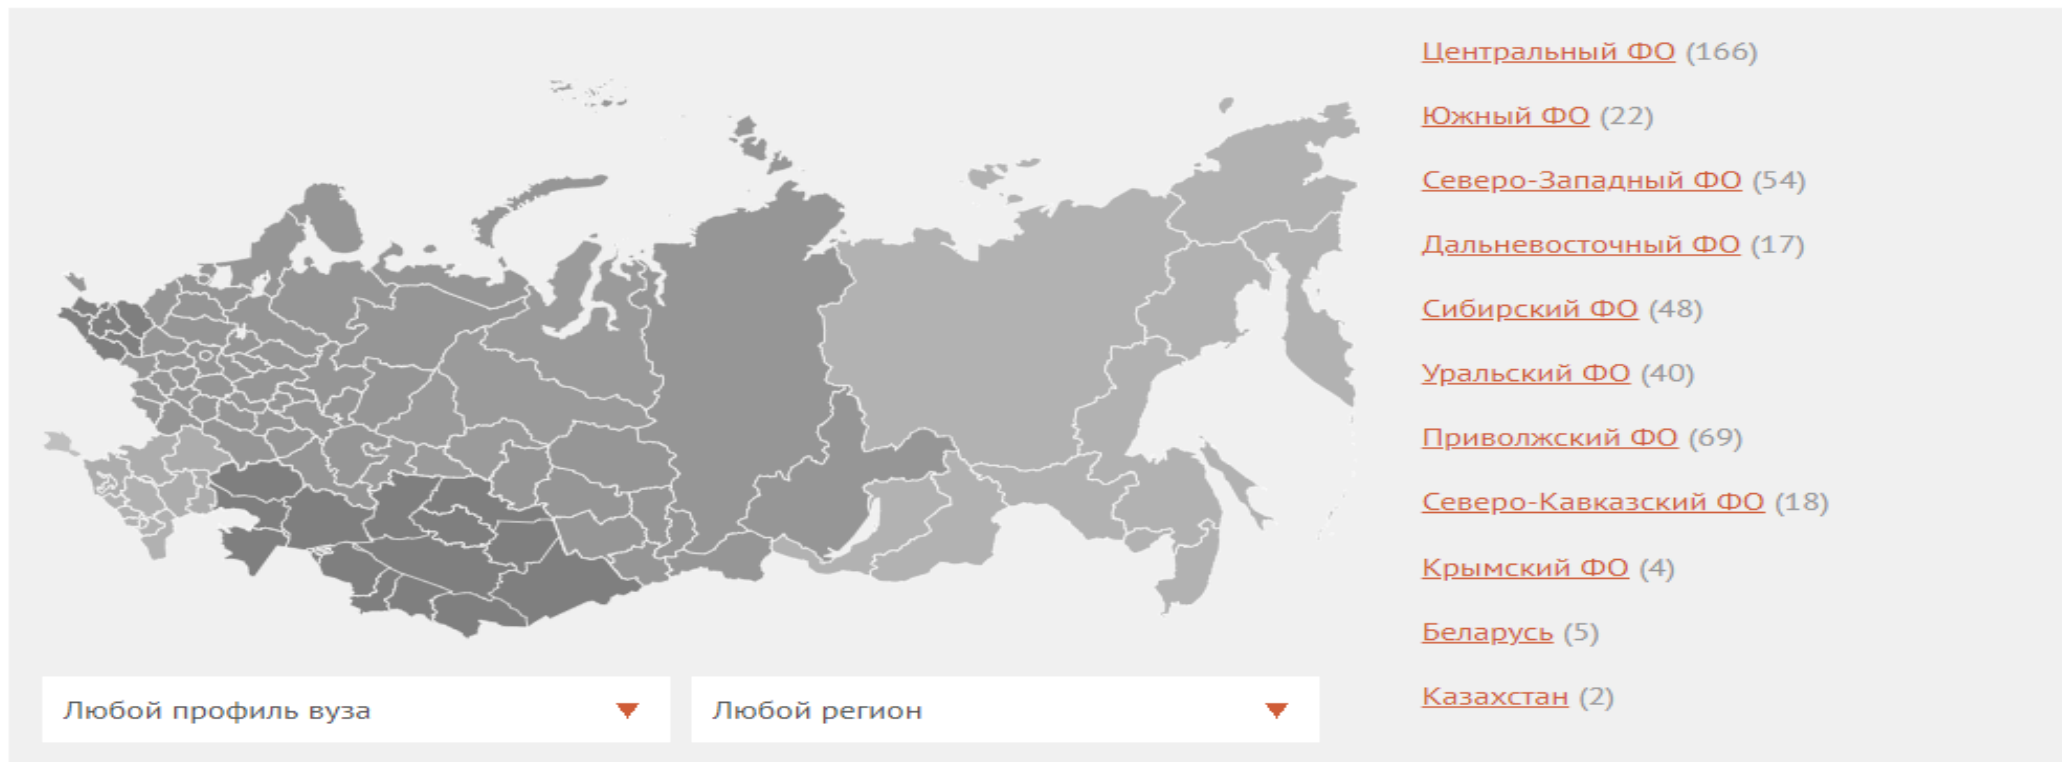 Центральный ФО (166)
Южный ФО (22)
Северо-Западный ФО (54)
Дальневосточный ФО (17)
Сибирский ФО (48)
Уральский ФО (40)
Приволжский ФО (69)
Северо-Кавказский ФО (18)
Крымский ФО (4)
Беларусь (5)
Казахстан (2)
Любой профиль вуза
Любой регион